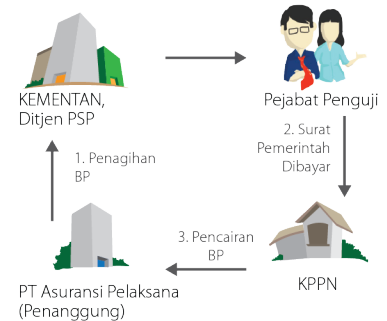 KEMENTAN,
Ditjen PSP
Pejabat Penguji
2. Surat
Pemerintah
Dibayar
1. Penagihan
BP
3. Pencairan
BP
KPPN
PT Asuransi Pelaksana
(Penanggung)